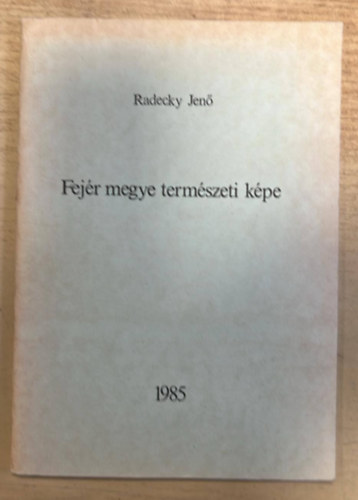 Radecky Jenő
Fejér megye természeti képe
1985